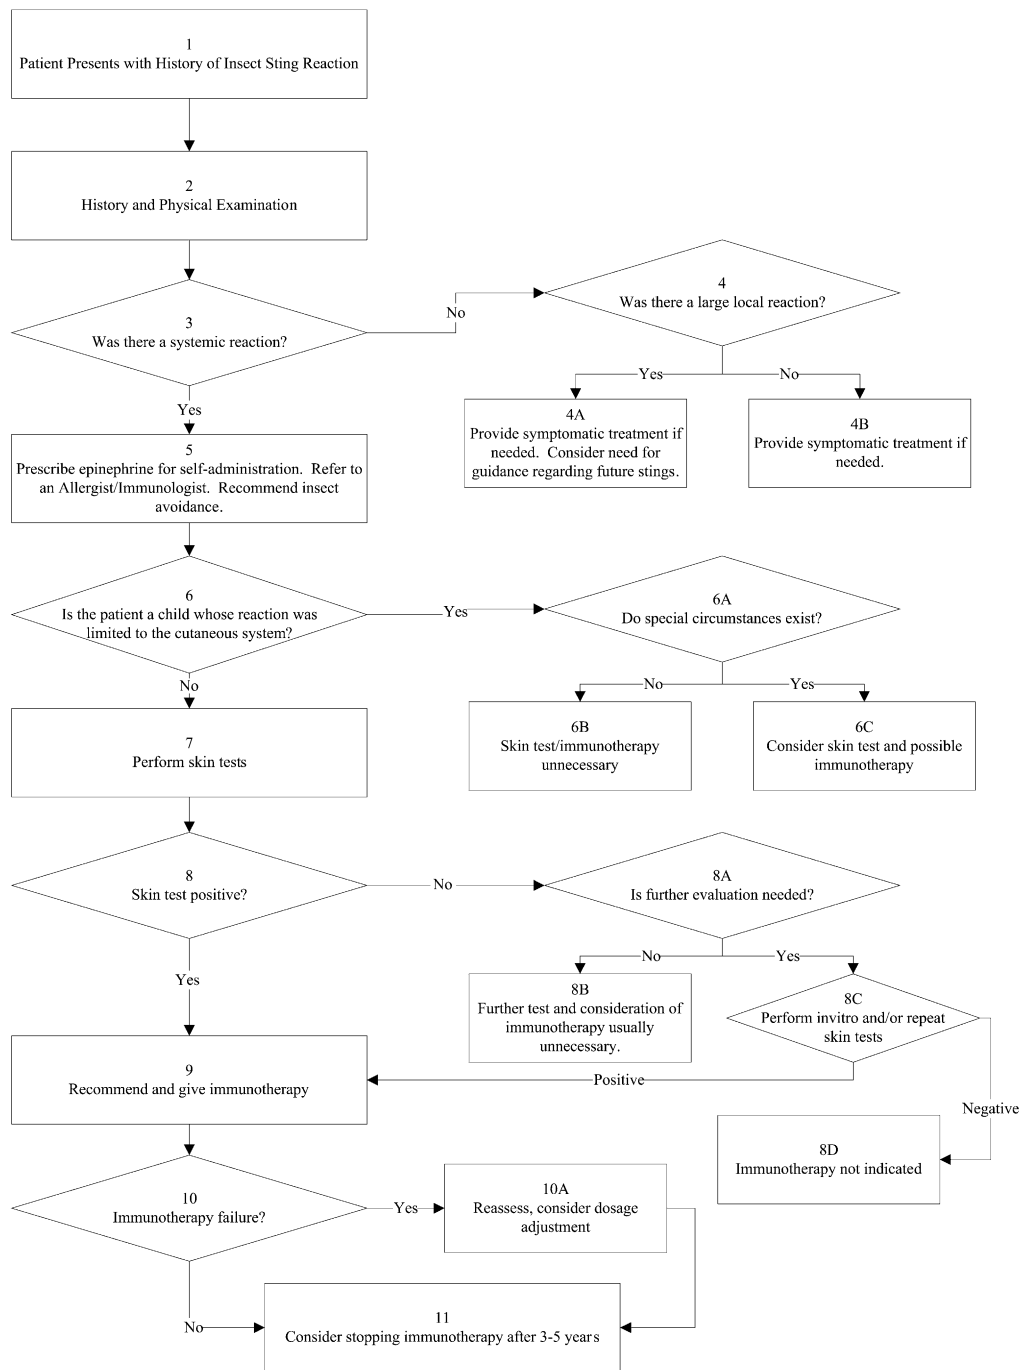 1
Patient Presents with History of Insect Sting Reaction
2
History and Physical Examination
3
Was there a systemic reaction?
No
4
Was there a large local reaction?
Yes
No
4A
Provide symptomatic treatment if
needed. Consider need for
guidance regarding future stings.
4B
Provide symptomatic treatment if
needed.
Yes
5
Prescribe epinephrine for self-administration. Refer to
an Allergist/Immunologist. Recommend insect
avoidance.
6
Is the patient a child whose reaction was
limited to the cutaneous system?
Yes
6A
Do special circumstances exist?
No
Yes
6B
Skin test/immunotherapy
unnecessary
6C
Consider skin test and possible
immunotherapy
No
7
Perform skin tests
8
Skin test positive?
No
8A
Is further evaluation needed?
No
Yes
8B
Further test and consideration of
immunotherapy usually
unnecessary.
8C
Perform invitro and/or repeat
skin tests
Yes
Positive
Negative
9
Recommend and give immunotherapy
8D
Immunotherapy not indicated
10
Immunotherapy failure?
Yes
10A
Reassess, consider dosage
adjustment
No
11
Consider stopping immunotherapy after 3-5 years